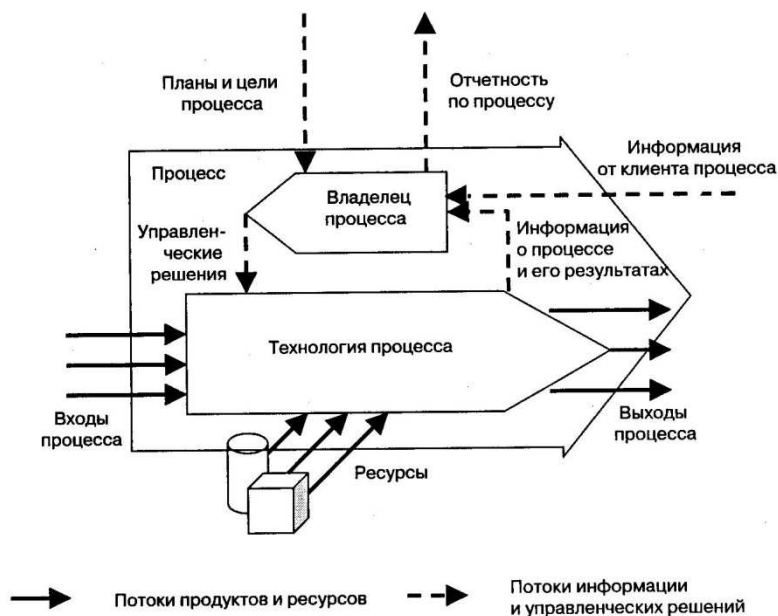 Планы и цели
процесса
Отчетность
по процессу
Информация
от клиента процесса
Процесс
Владелец
процесса
Управлен-
ческие
решения
Информация
о процессе
и его результатах
Технология процесса
Входы
процесса
Выходы
процесса
Ресурсы
Потоки продуктов и ресурсов
Потоки информации
и управленческих решений